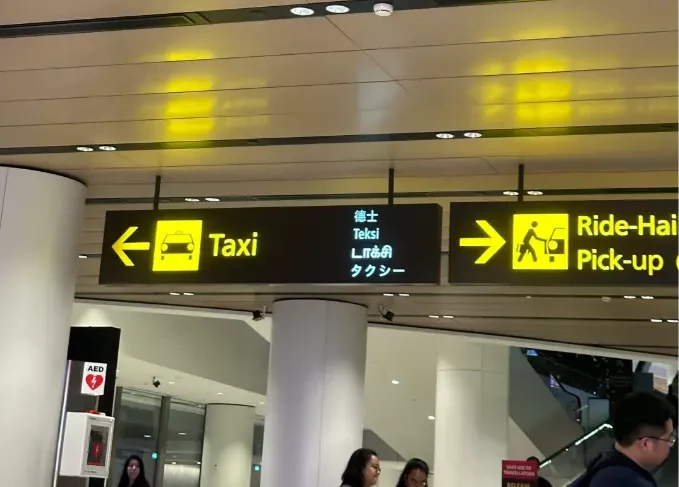 Taxi
德士
Teksi
டாக்சி
タクシー
Ride-Hai
Pick-up
AED